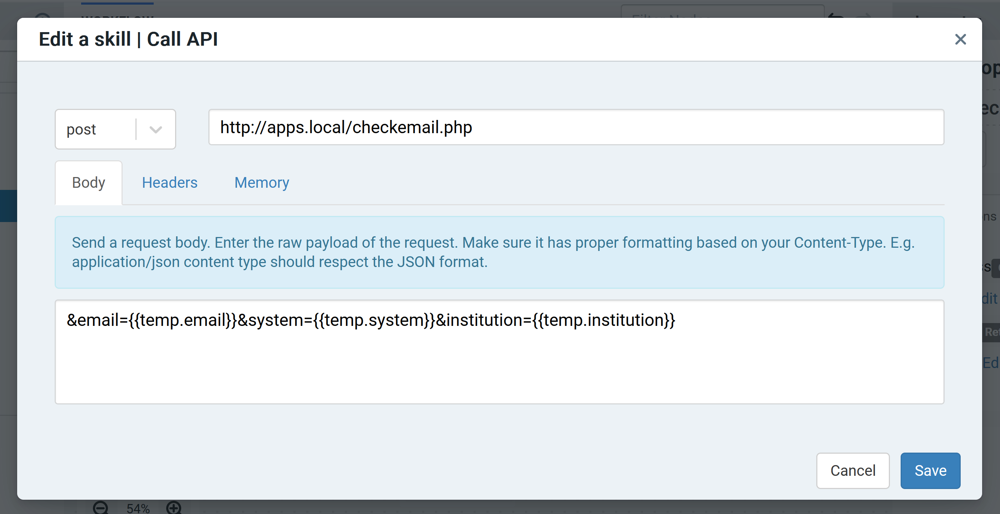 WORKFLOW
Edit a skill | Call API
post
http://apps.local/checkemail.php
Body
Headers
Memory
Send a request body. Enter the raw payload of the request. Make sure it has proper formatting based on your Content-Type. E.g.
application/json content type should respect the JSON format.
&email={{temp.email}}&system={{temp.system}}&institution={{temp.institution}}
Cancel
Save
54%